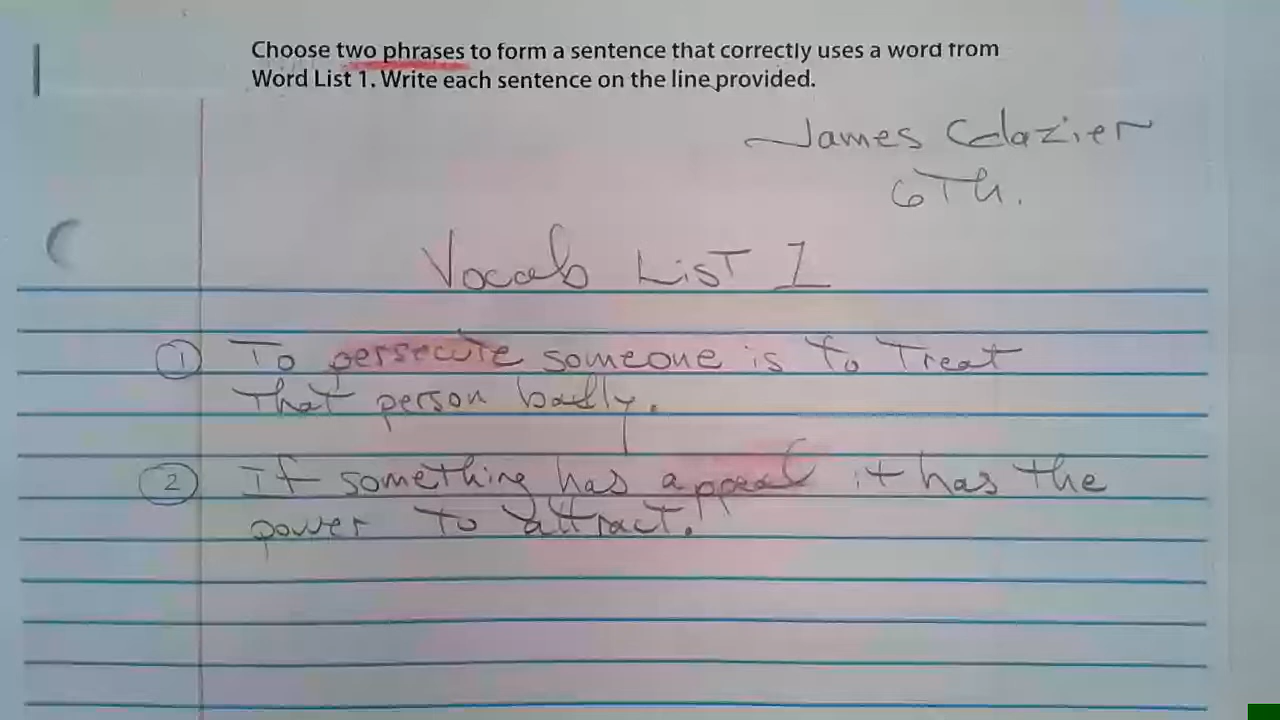 Choose two phrases to form a sentence that correctly uses a word from
Word List 1. Write each sentence on the line provided.
James Glazier
6Th.
Vocab List 1
1 To persecute someone is to Treat
That person badly.
2 If something has appeal it has the
power To attract.